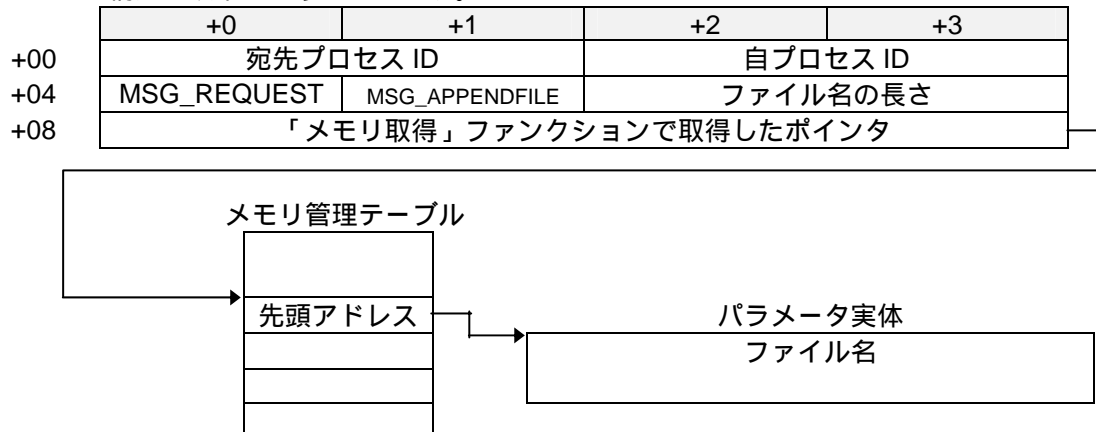 +0 +1 +2 +3
+00 宛先プロセス ID 自プロセス ID
+04 MSG_REQUEST MSG_APPENDFILE ファイル名の長さ
+08 「メモリ取得」ファンクションで取得したポインタ
メモリ管理テーブル
先頭アドレス パラメータ実体
ファイル名